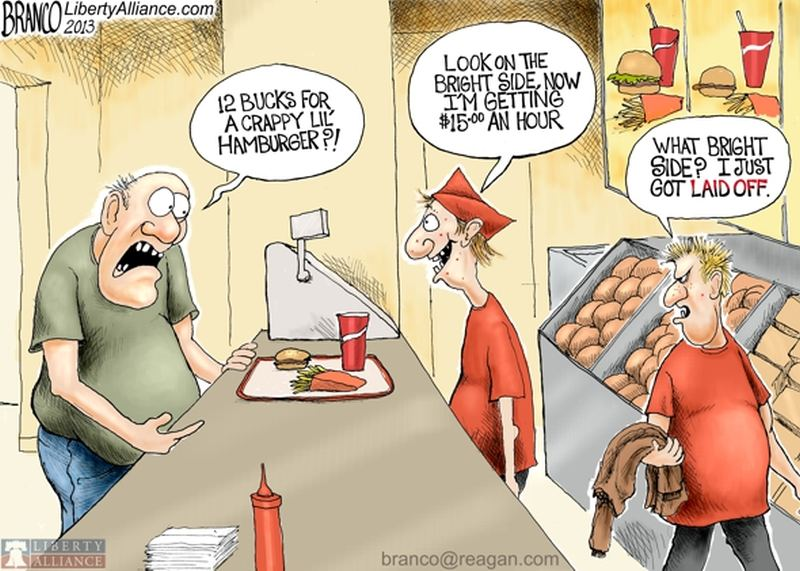 BRANCO LibertyAlliance.com
2013
12 BUCKS FOR
A CRAPPY LIL'
HAMBURGER?!
LOOK ON THE
BRIGHT SIDE, NOW
I'M GETTING
$15.00 AN HOUR
WHAT BRIGHT
SIDE? I JUST
GOT LAID OFF.
LIBERTY
ALLIANCE
branco@reagan.com